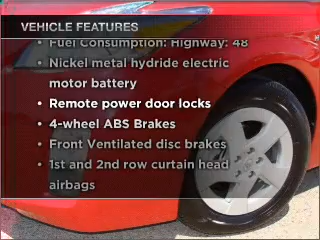 VEHICLE FEATURES
• Fuel Consumption: Highway: 48
• Nickel metal hydride electric
motor battery
• Remote power door locks
• 4-wheel ABS Brakes
• Front Ventilated disc brakes
• 1st and 2nd row curtain head
airbags